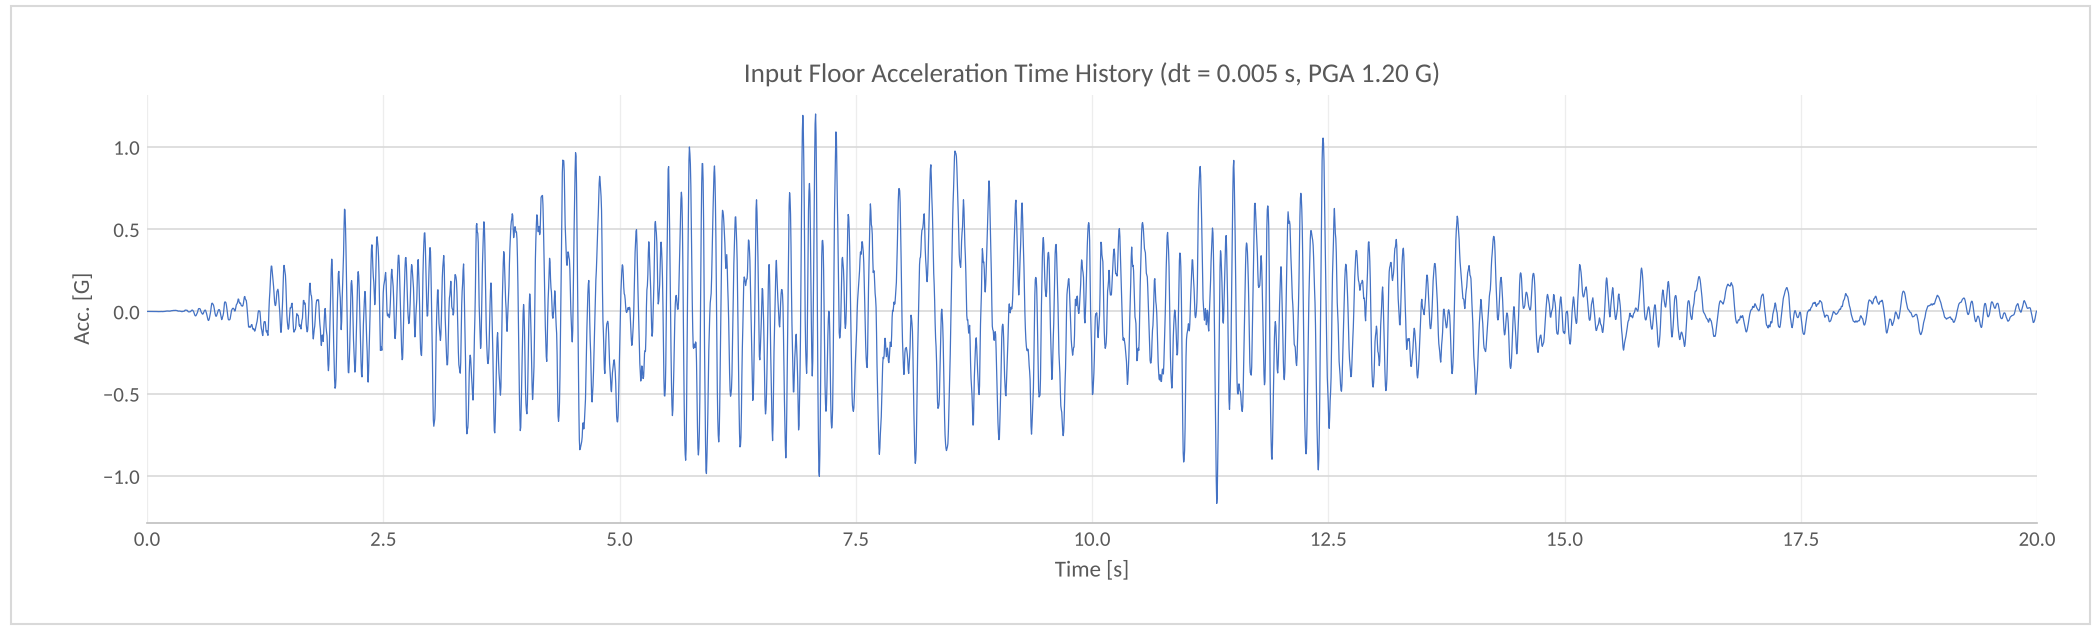 Input Floor Acceleration Time History (dt = 0.005 s, PGA 1.20 G)
1.0
0.5
0.0
−0.5
−1.0
Acc. [G]
0.0 2.5 5.0 7.5 10.0 12.5 15.0 17.5 20.0
Time [s]